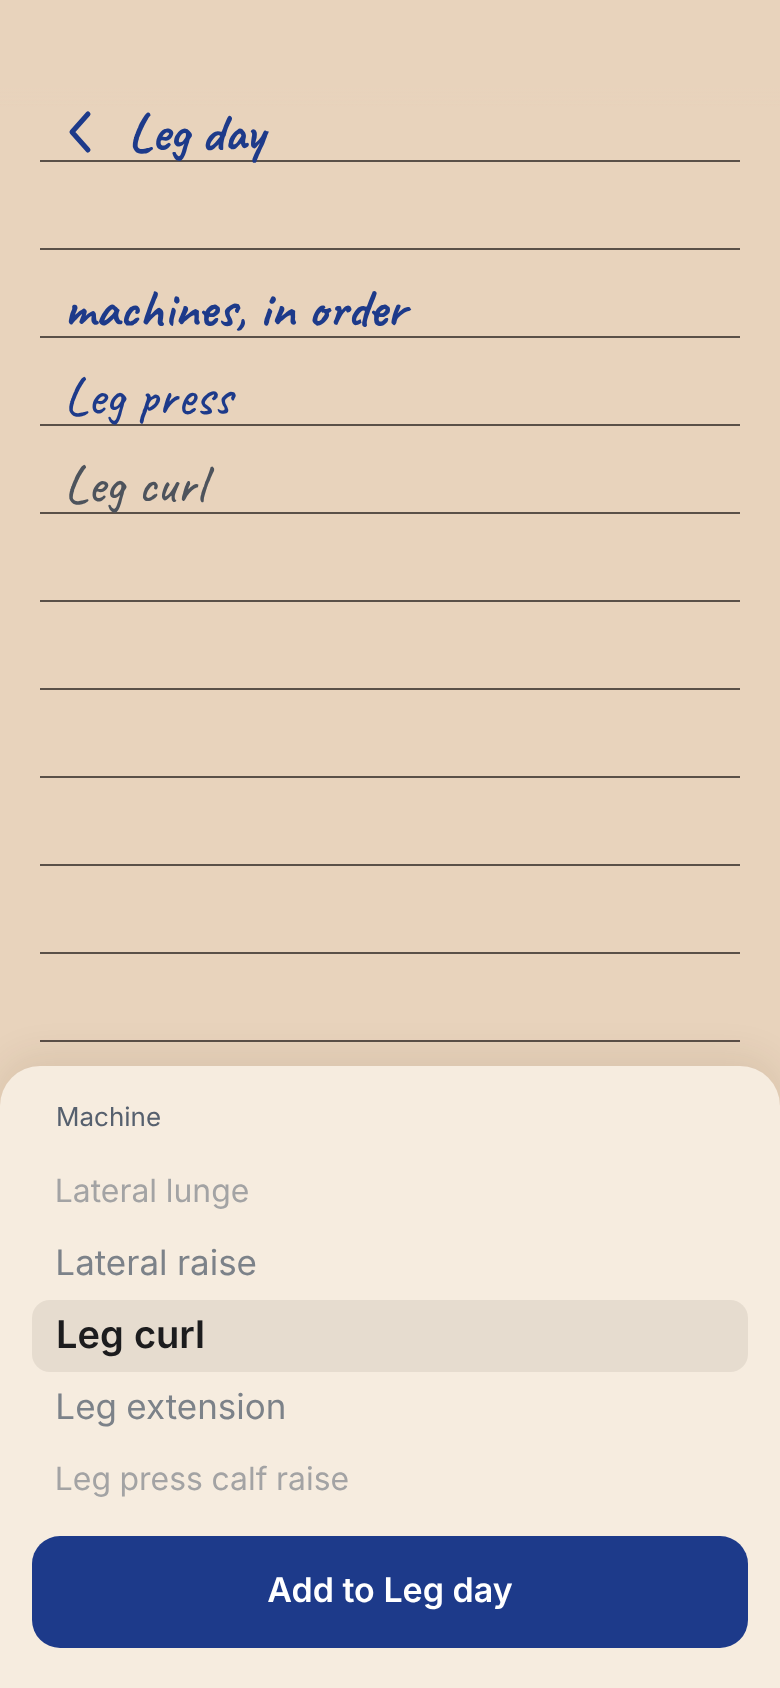 Leg day
machines, in order
Leg press
Leg curl
Machine
Lateral lunge
Lateral raise
Leg curl
Leg extension
Leg press calf raise
Add to Leg day